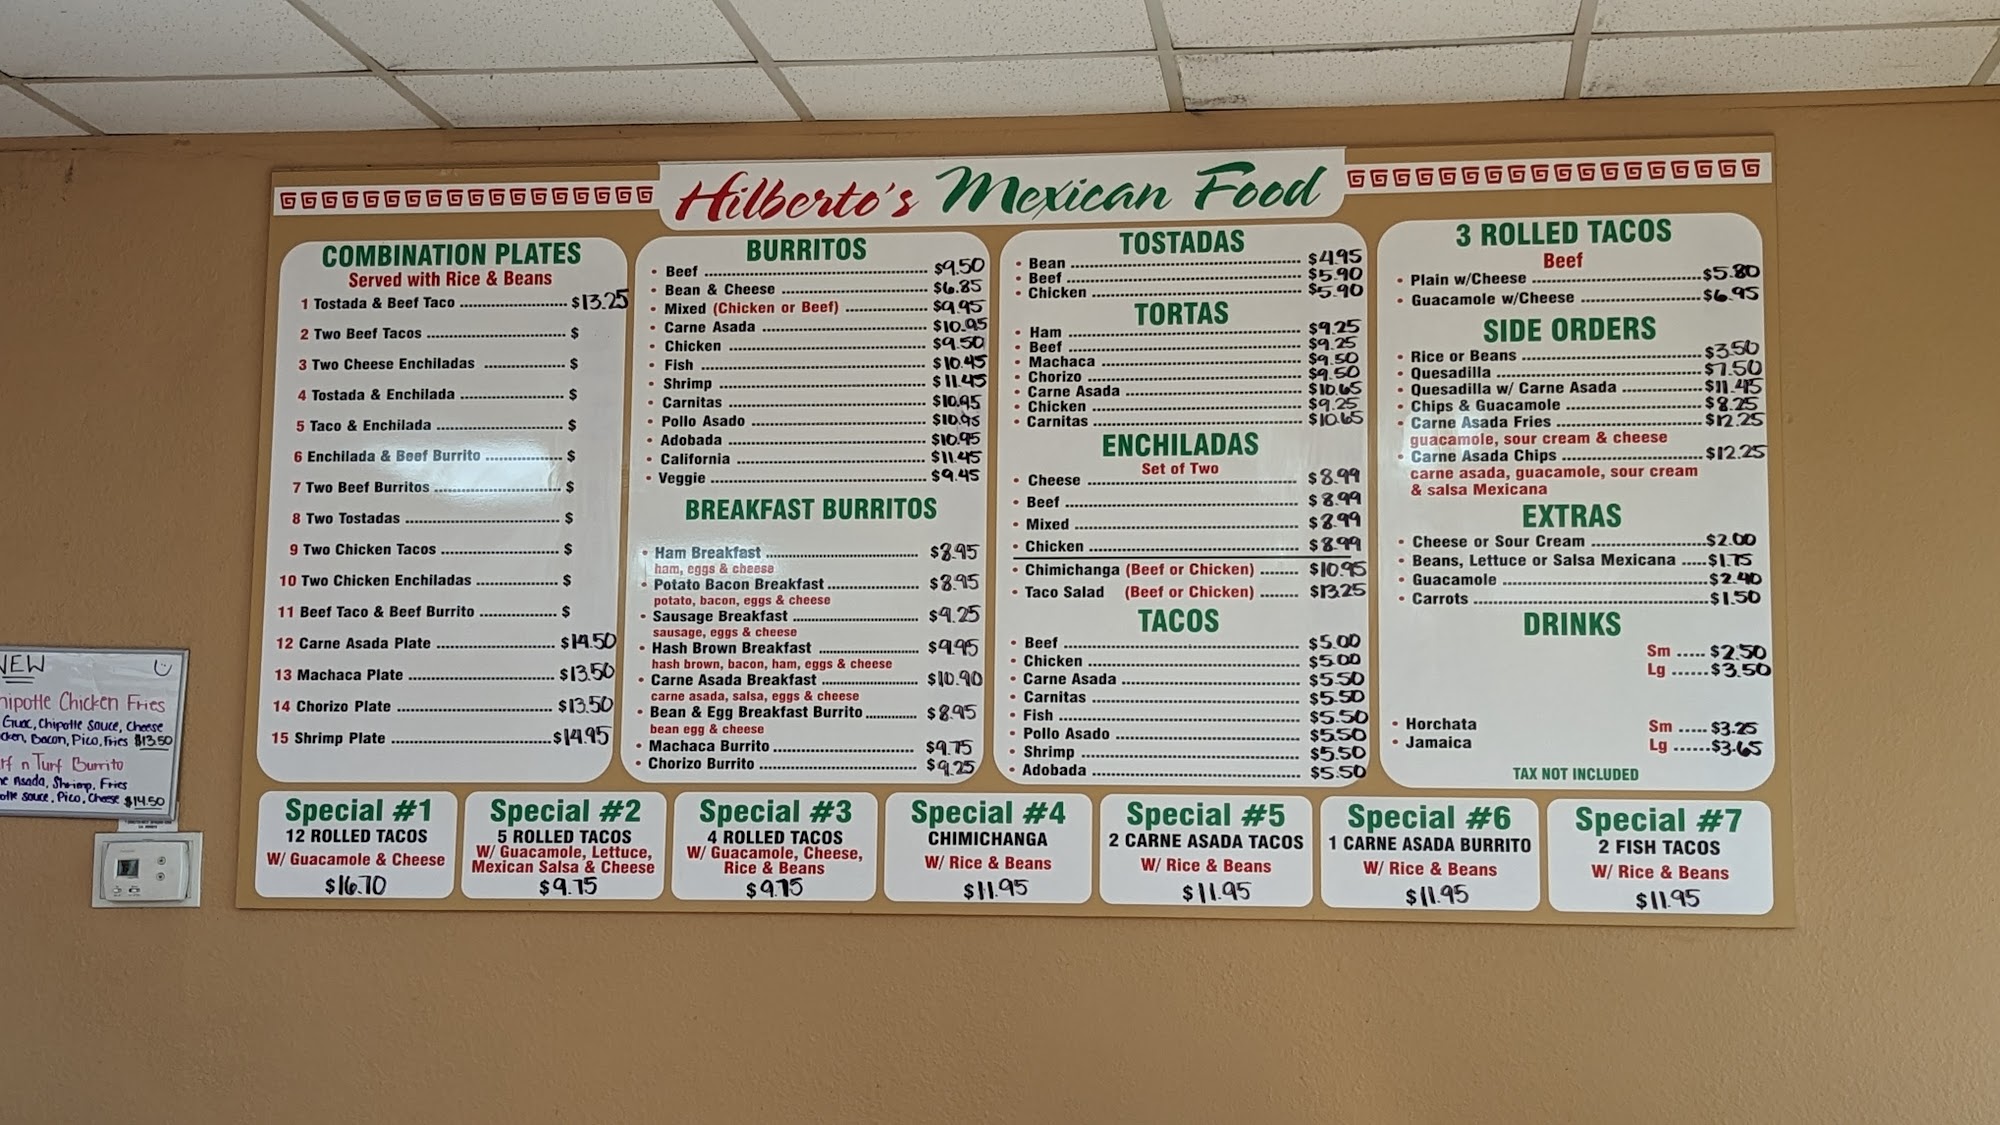 Hilberto's Mexican Food
COMBINATION PLATES
Served with Rice & Beans
1 Tostada & Beef Taco $13.25
2 Two Beef Tacos $
3 Two Cheese Enchiladas $
4 Tostada & Enchilada $
5 Taco & Enchilada $
6 Enchilada & Beef Burrito $
7 Two Beef Burritos $
8 Two Tostadas $
9 Two Chicken Tacos $
10 Two Chicken Enchiladas $
11 Beef Taco & Beef Burrito $
12 Carne Asada Plate $14.50
13 Machaca Plate $13.50
14 Chorizo Plate $13.50
15 Shrimp Plate $14.95
BURRITOS
• Beef $9.50
• Bean & Cheese $6.85
• Mixed (Chicken or Beef) $9.95
• Carne Asada $10.95
• Chicken $9.50
• Fish $10.45
• Shrimp $11.45
• Carnitas $10.95
• Pollo Asado $10.95
• Adobada $10.95
• California $11.45
• Veggie $9.45
BREAKFAST BURRITOS
• Ham Breakfast $8.95
ham, eggs & cheese
• Potato Bacon Breakfast $8.95
potato, bacon, eggs & cheese
• Sausage Breakfast $9.25
sausage, eggs & cheese
• Hash Brown Breakfast $9.95
hash brown, bacon, ham, eggs & cheese
• Carne Asada Breakfast $10.90
carne asada, salsa, eggs & cheese
• Bean & Egg Breakfast Burrito $8.95
bean egg & cheese
• Machaca Burrito $9.75
• Chorizo Burrito $9.25
TOSTADAS
• Bean $4.95
• Beef $5.90
• Chicken $5.90
TORTAS
• Ham $9.25
• Beef $9.25
• Machaca $9.50
• Chorizo $9.50
• Carne Asada $10.65
• Chicken $9.25
• Carnitas $10.65
ENCHILADAS
Set of Two
• Cheese $8.99
• Beef $8.99
• Mixed $8.99
• Chicken $8.99
• Chimichanga (Beef or Chicken) $10.95
• Taco Salad (Beef or Chicken) $13.25
TACOS
• Beef $5.00
• Chicken $5.00
• Carne Asada $5.50
• Carnitas $5.50
• Fish $5.50
• Pollo Asado $5.50
• Shrimp $5.50
• Adobada $5.50
3 ROLLED TACOS
Beef
• Plain w/Cheese $5.80
• Guacamole w/Cheese $6.95
SIDE ORDERS
• Rice or Beans $3.50
• Quesadilla $7.50
• Quesadilla w/ Carne Asada $11.45
• Chips & Guacamole $8.25
• Carne Asada Fries $12.25
guacamole, sour cream & cheese
• Carne Asada Chips $12.25
carne asada, guacamole, sour cream
& salsa Mexicana
EXTRAS
• Cheese or Sour Cream $2.00
• Beans, Lettuce or Salsa Mexicana $1.75
• Guacamole $2.40
• Carrots $1.50
DRINKS
Sm $2.50
Lg $3.50
• Horchata Sm $3.25
• Jamaica Lg $3.65
TAX NOT INCLUDED
Special #1
12 ROLLED TACOS
W/ Guacamole & Cheese
$16.70
Special #2
5 ROLLED TACOS
W/ Guacamole, Lettuce,
Mexican Salsa & Cheese
$9.75
Special #3
4 ROLLED TACOS
W/ Guacamole, Cheese,
Rice & Beans
$9.75
Special #4
CHIMICHANGA
W/ Rice & Beans
$11.95
Special #5
2 CARNE ASADA TACOS
W/ Rice & Beans
$11.95
Special #6
1 CARNE ASADA BURRITO
W/ Rice & Beans
$11.95
Special #7
2 FISH TACOS
W/ Rice & Beans
$11.95
NEW
hipotle Chicken Fries
Guac, Chipotle Sauce, Cheese
cken, Bacon, Pico, Fries $13.50
rf n Turf Burrito
ne Asada, Shrimp, Fries
otle sauce, Pico, Cheese $14.50